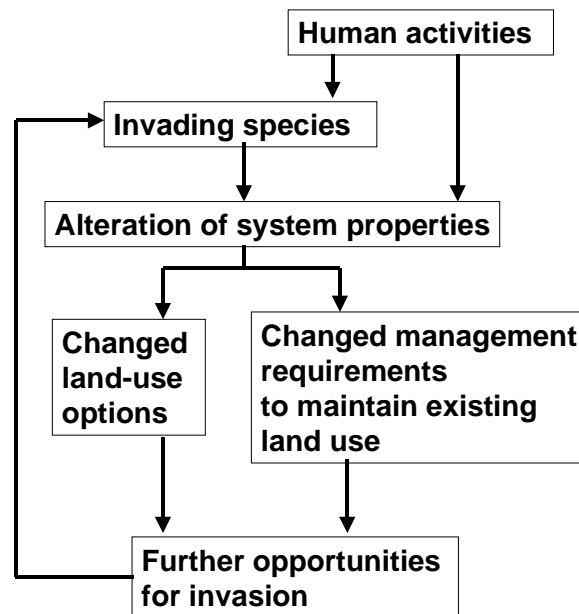 Human activities
Invading species
Alteration of system properties
Changed
land-use
options
Changed management
requirements
to maintain existing
land use
Further opportunities
for invasion